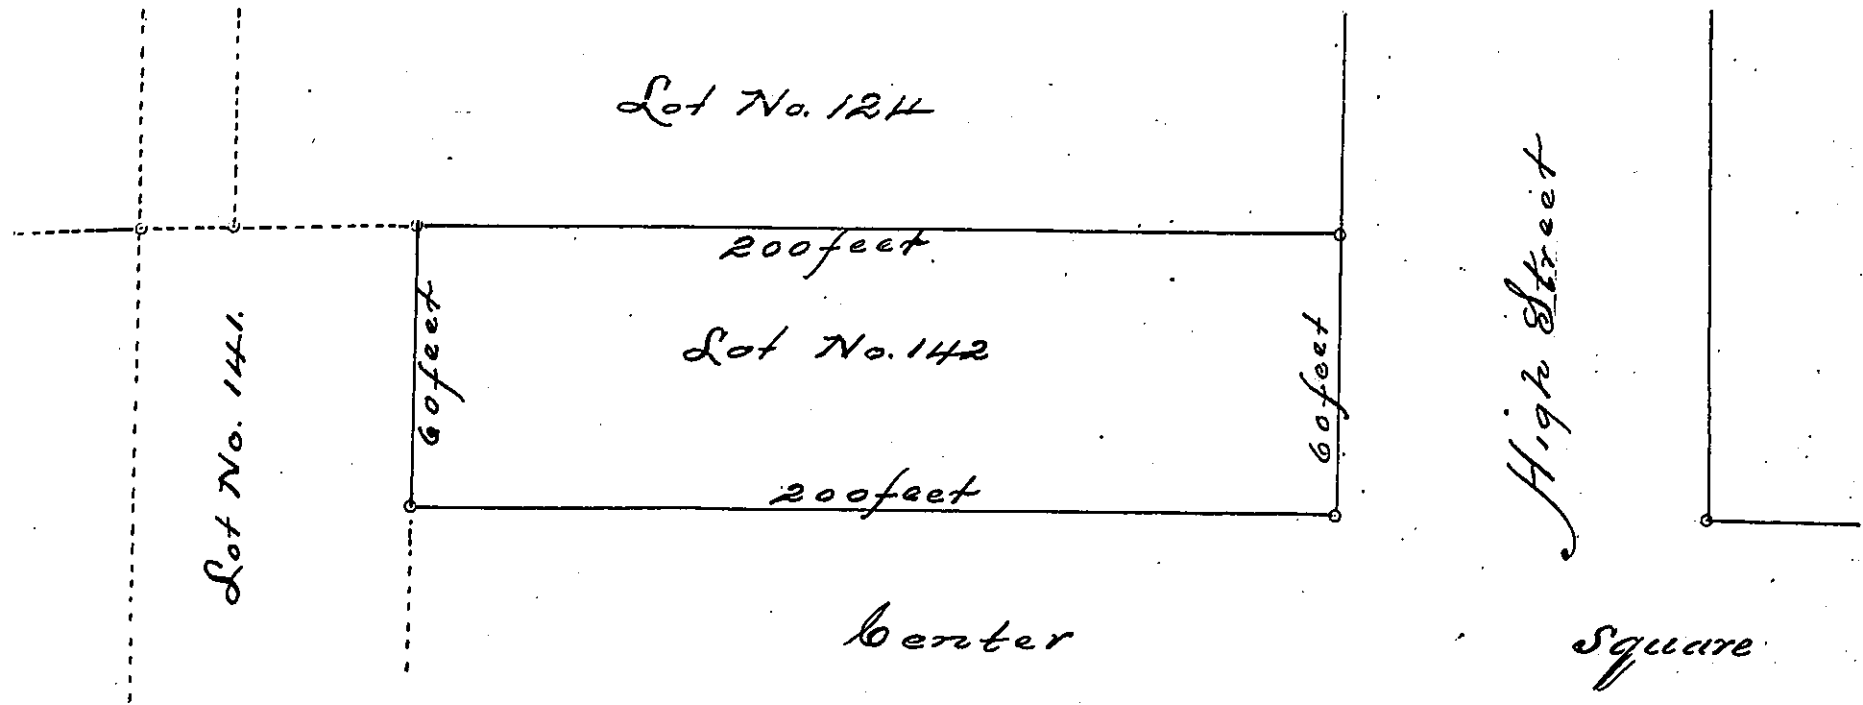 Lot No. 124
200 feet
60 feet
Lot No. 142
60 feet
200 feet
Lot No. 141.
High Street
Center Square